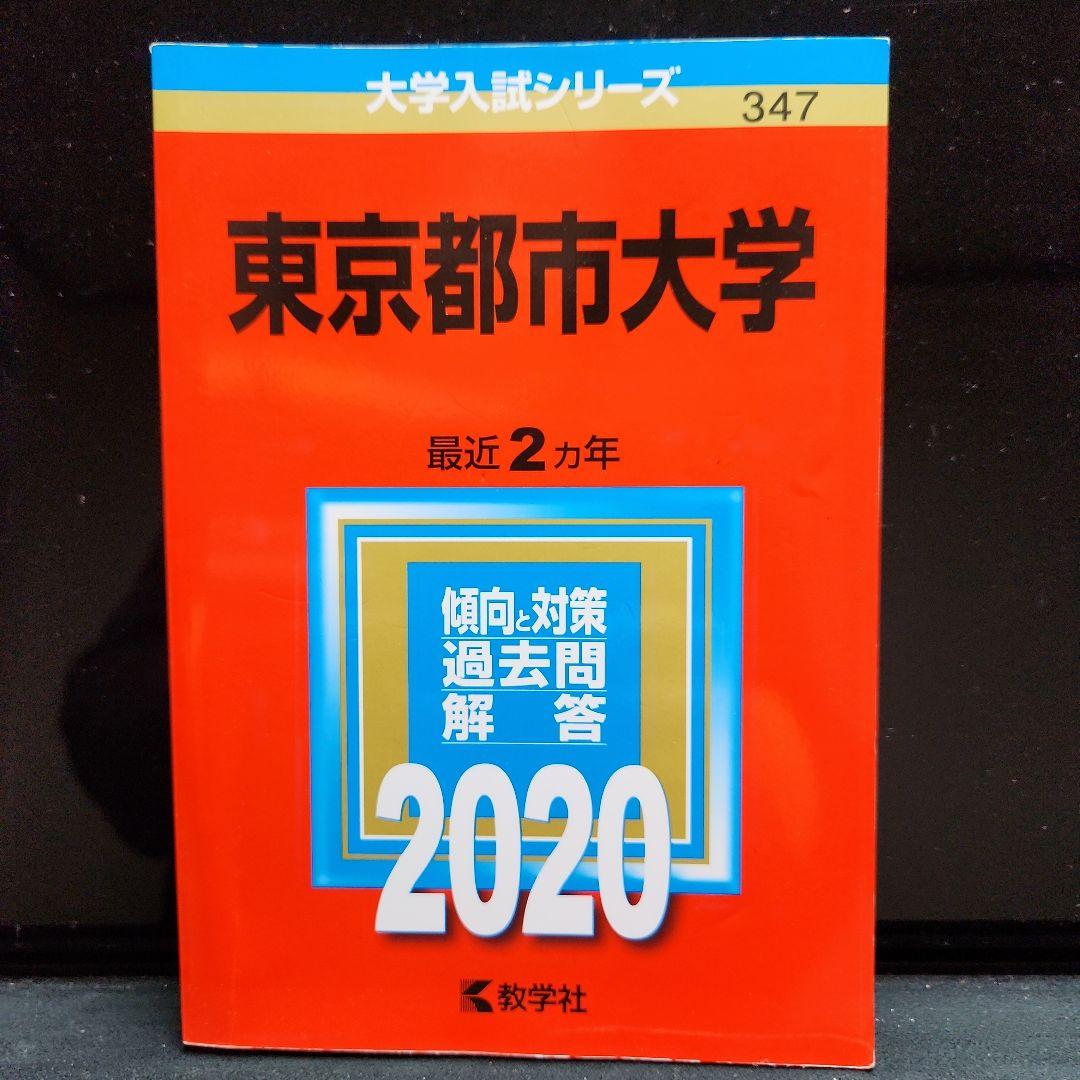 大学入試シリーズ
347
東京都市大学
最近2カ年
傾向と対策
過去問
解答
2020
教学社